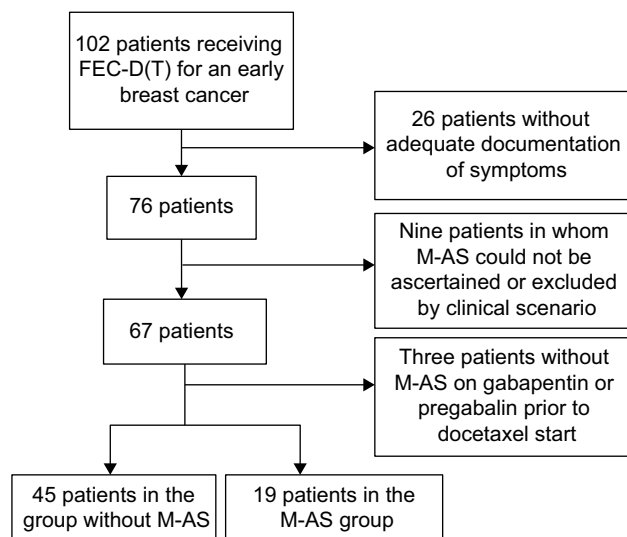 102 patients receiving
FEC-D(T) for an early
breast cancer
26 patients without
adequate documentation
of symptoms
76 patients
Nine patients in whom
M-AS could not be
ascertained or excluded
by clinical scenario
67 patients
Three patients without
M-AS on gabapentin or
pregabalin prior to
docetaxel start
45 patients in the
group without M-AS
19 patients in the
M-AS group